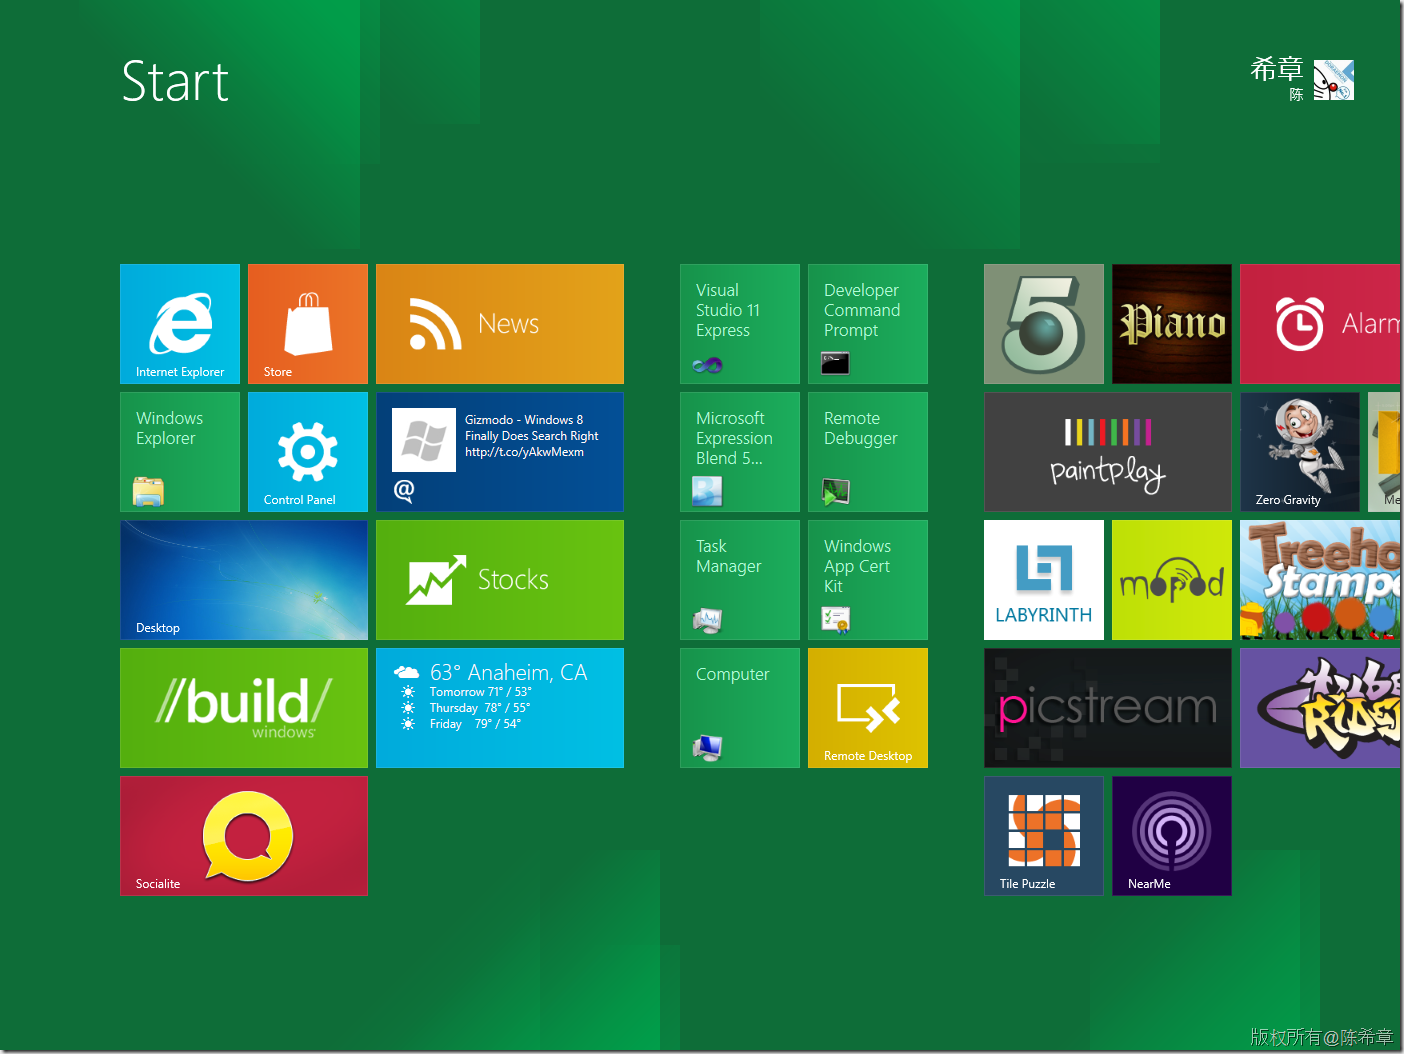 Start
希章
陈
Internet Explorer
Store
News
Windows
Explorer
Control Panel
Gizmodo - Windows 8
Finally Does Search Right
http://t.co/yAkwMexm
@
Desktop
Stocks
//build/
windows
63° Anaheim, CA
Tomorrow 71° / 53°
Thursday 78° / 55°
Friday 79° / 54°
Socialite
Visual
Studio 11
Express
Developer
Command
Prompt
Microsoft
Expression
Blend 5...
Remote
Debugger
Task
Manager
Windows
App Cert
Kit
Computer
Remote Desktop
5
Piano
Alarm
paintplay
Zero Gravity
Me
LABYRINTH
mopod
Treeho
Stampe
picstream
tube
RiDE
Tile Puzzle
NearMe
版权所有@陈希章